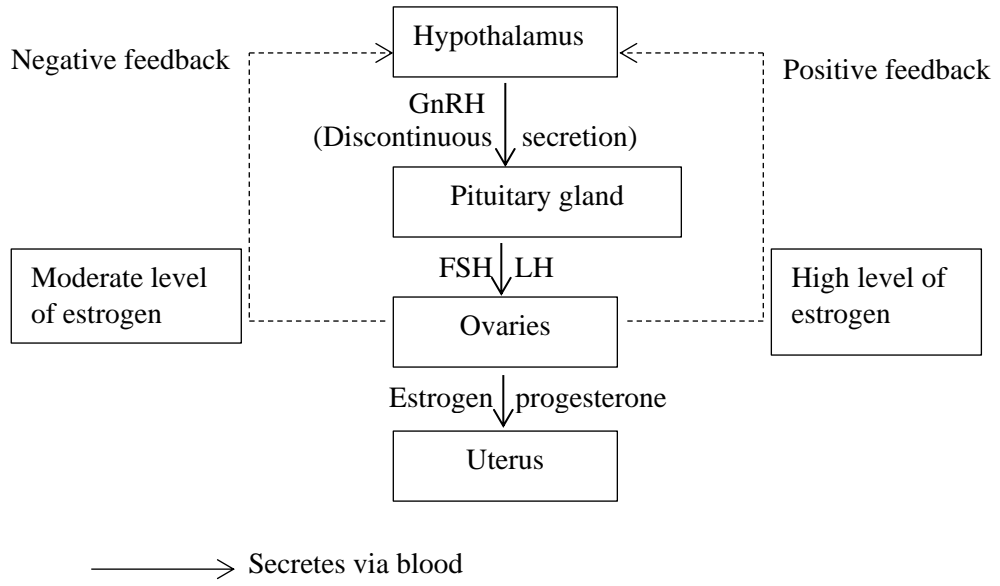 Hypothalamus
Negative feedback
Positive feedback
GnRH
(Discontinuous secretion)
Pituitary gland
FSH LH
Moderate level
of estrogen
High level of
estrogen
Ovaries
Estrogen progesterone
Uterus
Secretes via blood